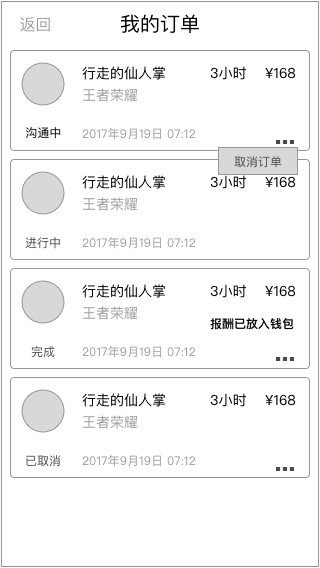 返回 我的订单
行走的仙人掌 3小时 ¥168
王者荣耀
沟通中 2017年9月19日 07:12
取消订单
行走的仙人掌 3小时 ¥168
王者荣耀
进行中 2017年9月19日 07:12
行走的仙人掌 3小时 ¥168
王者荣耀 报酬已放入钱包
完成 2017年9月19日 07:12
行走的仙人掌 3小时 ¥168
王者荣耀
已取消 2017年9月19日 07:12